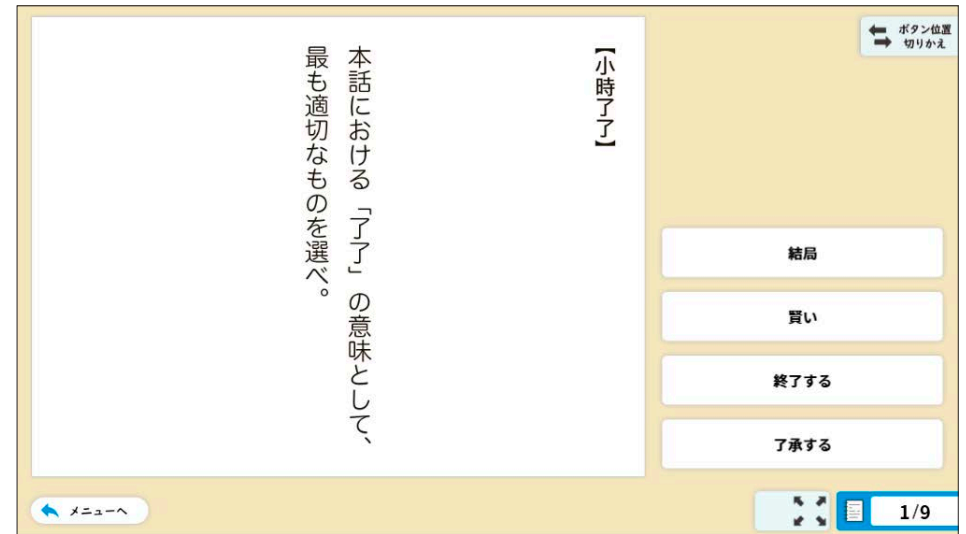 【小時了了】
本話における「了了」の意味として、
最も適切なものを選べ。
ボタン位置
切りかえ
結局
賢い
終了する
了承する
メニューへ
1/9